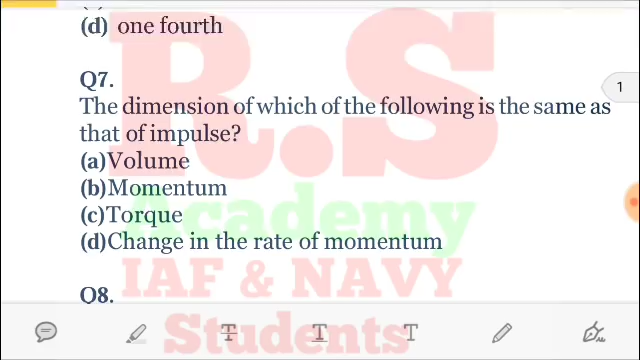 (d) one fourth
Q7.
The dimension of which of the following is the same as
that of impulse?
(a)Volume
(b)Momentum
(c)Torque
(d)Change in the rate of momentum
Q8.
1
R.S
Academy
IAF & NAVY
Students
T
T
T